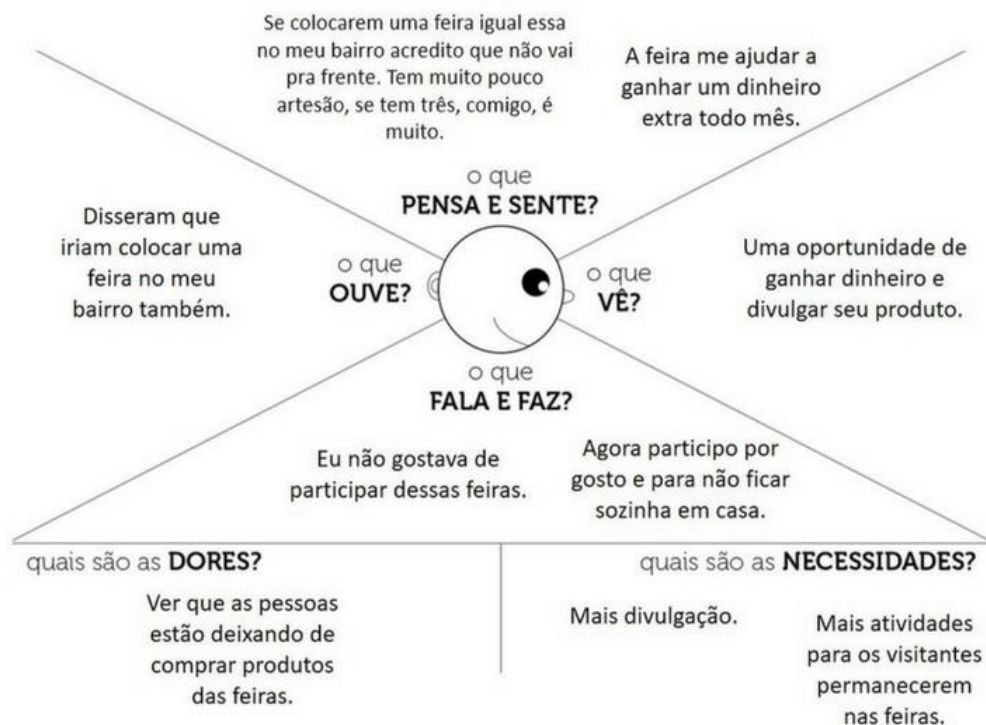 Se colocarem uma feira igual essa
no meu bairro acredito que não vai
pra frente. Tem muito pouco
artesão, se tem três, comigo, é
muito.
A feira me ajudar a
ganhar um dinheiro
extra todo mês.
o que
PENSA E SENTE?
Disseram que
iriam colocar uma
feira no meu
bairro também.
o que
OUVE?
o que
VÊ?
Uma oportunidade de
ganhar dinheiro e
divulgar seu produto.
o que
FALA E FAZ?
Eu não gostava de
participar dessas feiras.
Agora participo por
gosto e para não ficar
sozinha em casa.
quais são as DORES?
Ver que as pessoas
estão deixando de
comprar produtos
das feiras.
quais são as NECESSIDADES?
Mais divulgação.
Mais atividades
para os visitantes
permanecerem
nas feiras.